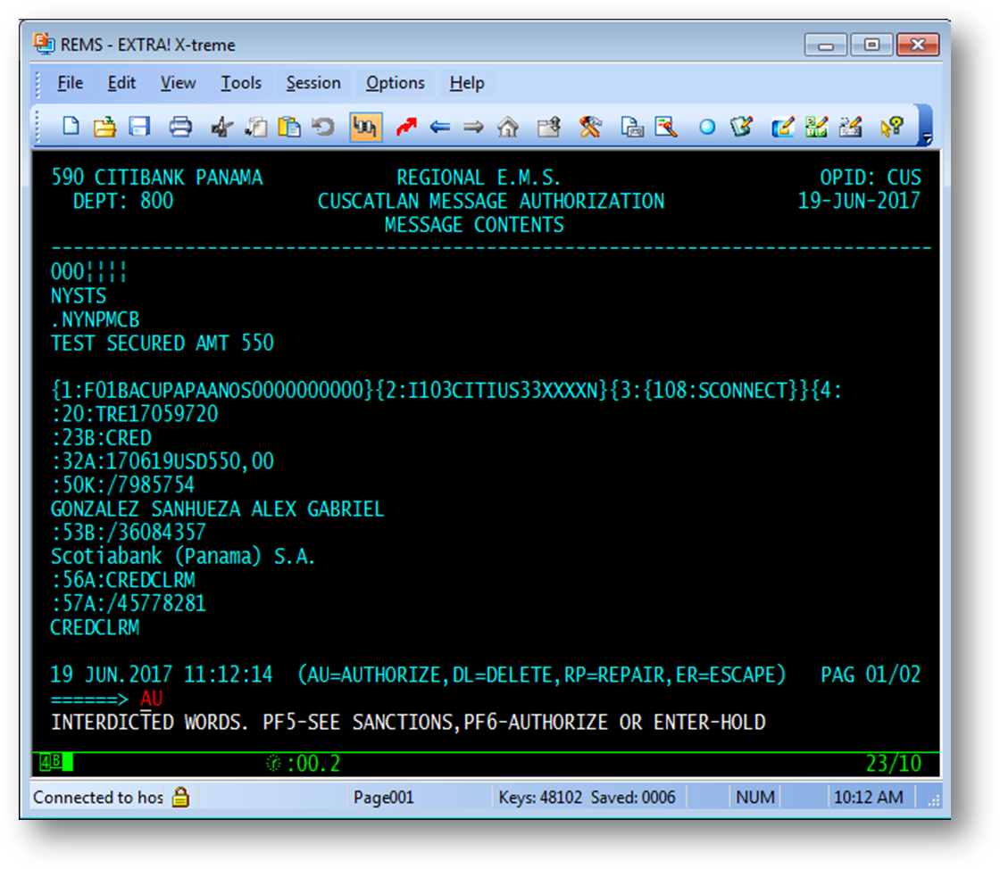 REMS - EXTRA! X-treme
File Edit View Tools Session Options Help
590 CITIBANK PANAMA REGIONAL E.M.S. OPID: CUS
DEPT: 800 CUSCATLAN MESSAGE AUTHORIZATION 19-JUN-2017
MESSAGE CONTENTS
-------------------------------------------------------------------------------
000¦¦¦¦
NYSTS
.NYNPMCB
TEST SECURED AMT 550
{1:F01BACUPAPAANOS0000000000}{2:I103CITIUS33XXXXN}{3:{108:SCONNECT}}{4:
:20:TRE17059720
:23B:CRED
:32A:170619USD550,00
:50K:/7985754
GONZALEZ SANHUEZA ALEX GABRIEL
:53B:/36084357
Scotiabank (Panama) S.A.
:56A:CREDCLRM
:57A:/45778281
CREDCLRM
19 JUN.2017 11:12:14 (AU=AUTHORIZE,DL=DELETE,RP=REPAIR,ER=ESCAPE) PAG 01/02
======> AU
INTERDICTED WORDS. PF5-SEE SANCTIONS,PF6-AUTHORIZE OR ENTER-HOLD
4B :00.2 23/10
Connected to hos Page001 Keys: 48102 Saved: 0006 NUM 10:12 AM